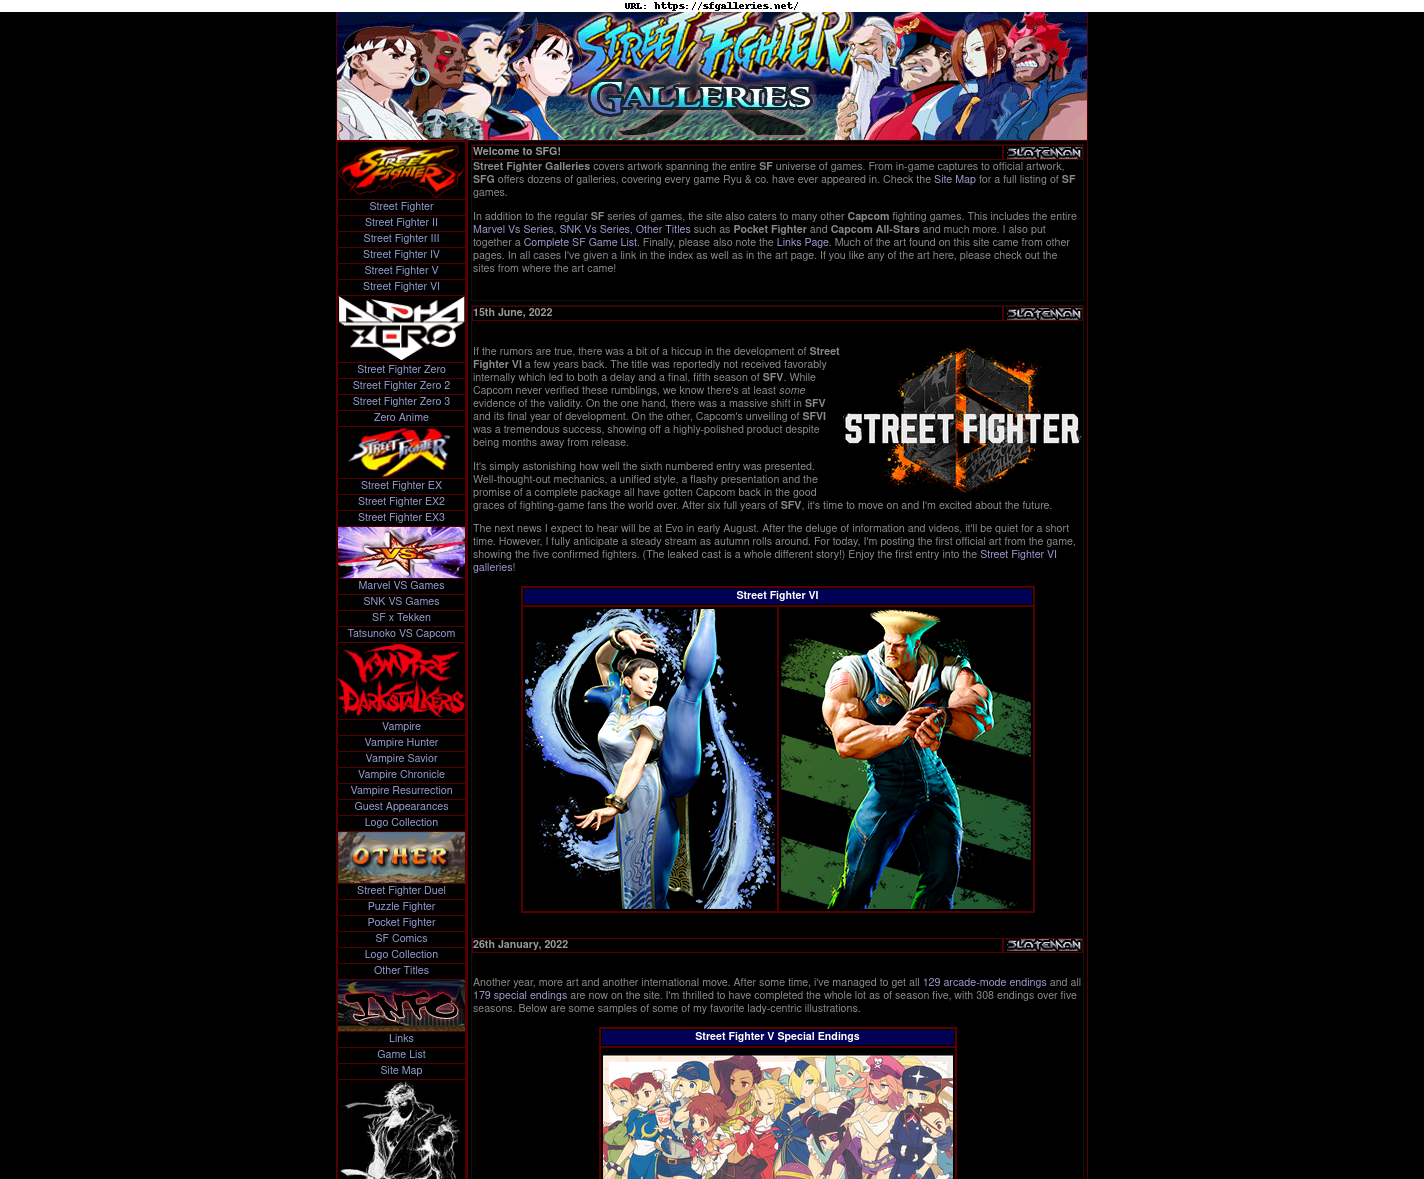 URL: https://sfgalleries.net/
STREET FIGHTER
GALLERIES
STREET FIGHTER
Street Fighter
Street Fighter II
Street Fighter III
Street Fighter IV
Street Fighter V
Street Fighter VI
ALPHA
ZERO
Street Fighter Zero
Street Fighter Zero 2
Street Fighter Zero 3
Zero Anime
STREET FIGHTER EX
Street Fighter EX
Street Fighter EX2
Street Fighter EX3
VS.
Marvel VS Games
SNK VS Games
SF x Tekken
Tatsunoko VS Capcom
VAMPIRE
DARKSTALKERS
Vampire
Vampire Hunter
Vampire Savior
Vampire Chronicle
Vampire Resurrection
Guest Appearances
Logo Collection
OTHER
Street Fighter Duel
Puzzle Fighter
Pocket Fighter
SF Comics
Logo Collection
Other Titles
INFO
Links
Game List
Site Map
Welcome to SFG!
Street Fighter Galleries covers artwork spanning the entire SF universe of games. From in-game captures to official artwork,
SFG offers dozens of galleries, covering every game Ryu & co. have ever appeared in. Check the Site Map for a full listing of SF
games.
In addition to the regular SF series of games, the site also caters to many other Capcom fighting games. This includes the entire
Marvel Vs Series, SNK Vs Series, Other Titles such as Pocket Fighter and Capcom All-Stars and much more. I also put
together a Complete SF Game List. Finally, please also note the Links Page. Much of the art found on this site came from other
pages. In all cases I've given a link in the index as well as in the art page. If you like any of the art here, please check out the
sites from where the art came!
15th June, 2022
If the rumors are true, there was a bit of a hiccup in the development of Street
Fighter VI a few years back. The title was reportedly not received favorably
internally which led to both a delay and a final, fifth season of SFV. While
Capcom never verified these rumblings, we know there's at least some
evidence of the validity. On the one hand, there was a massive shift in SFV
and its final year of development. On the other, Capcom's unveiling of SFVI
was a tremendous success, showing off a highly-polished product despite
being months away from release.
STREET FIGHTER
It's simply astonishing how well the sixth numbered entry was presented.
Well-thought-out mechanics, a unified style, a flashy presentation and the
promise of a complete package all have gotten Capcom back in the good
graces of fighting-game fans the world over. After six full years of SFV, it's time to move on and I'm excited about the future.
The next news I expect to hear will be at Evo in early August. After the deluge of information and videos, it'll be quiet for a short
time. However, I fully anticipate a steady stream as autumn rolls around. For today, I'm posting the first official art from the game,
showing the five confirmed fighters. (The leaked cast is a whole different story!) Enjoy the first entry into the Street Fighter VI
galleries!
Street Fighter VI
26th January, 2022
Another year, more art and another international move. After some time, i've managed to get all 129 arcade-mode endings and all
179 special endings are now on the site. I'm thrilled to have completed the whole lot as of season five, with 308 endings over five
seasons. Below are some samples of some of my favorite lady-centric illustrations.
Street Fighter V Special Endings